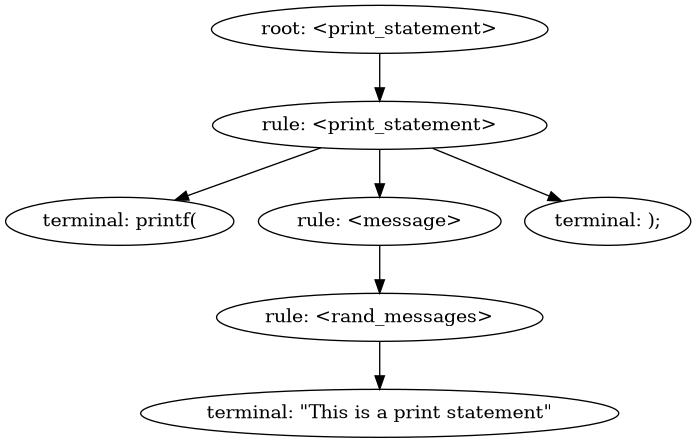 root: <print_statement>
rule: <print_statement>
terminal: printf(
rule: <message>
terminal: );
rule: <rand_messages>
terminal: "This is a print statement"